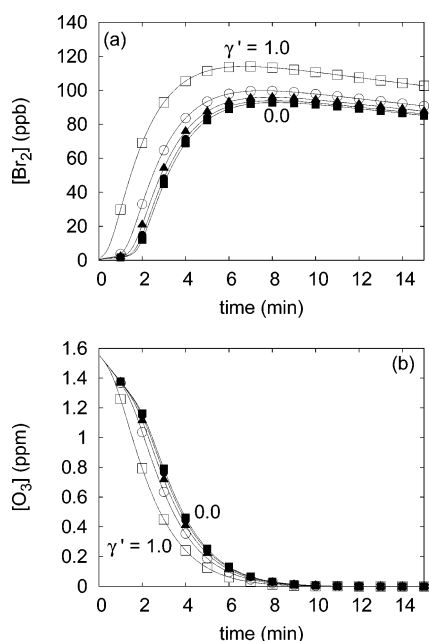 140
120
100
80
60
40
20
0
[Br2] (ppb)
(a)
γ' = 1.0
0.0
0 2 4 6 8 10 12 14
time (min)
1.6
1.4
1.2
1
0.8
0.6
0.4
0.2
0
[O3] (ppm)
(b)
0.0
γ' = 1.0
0 2 4 6 8 10 12 14
time (min)